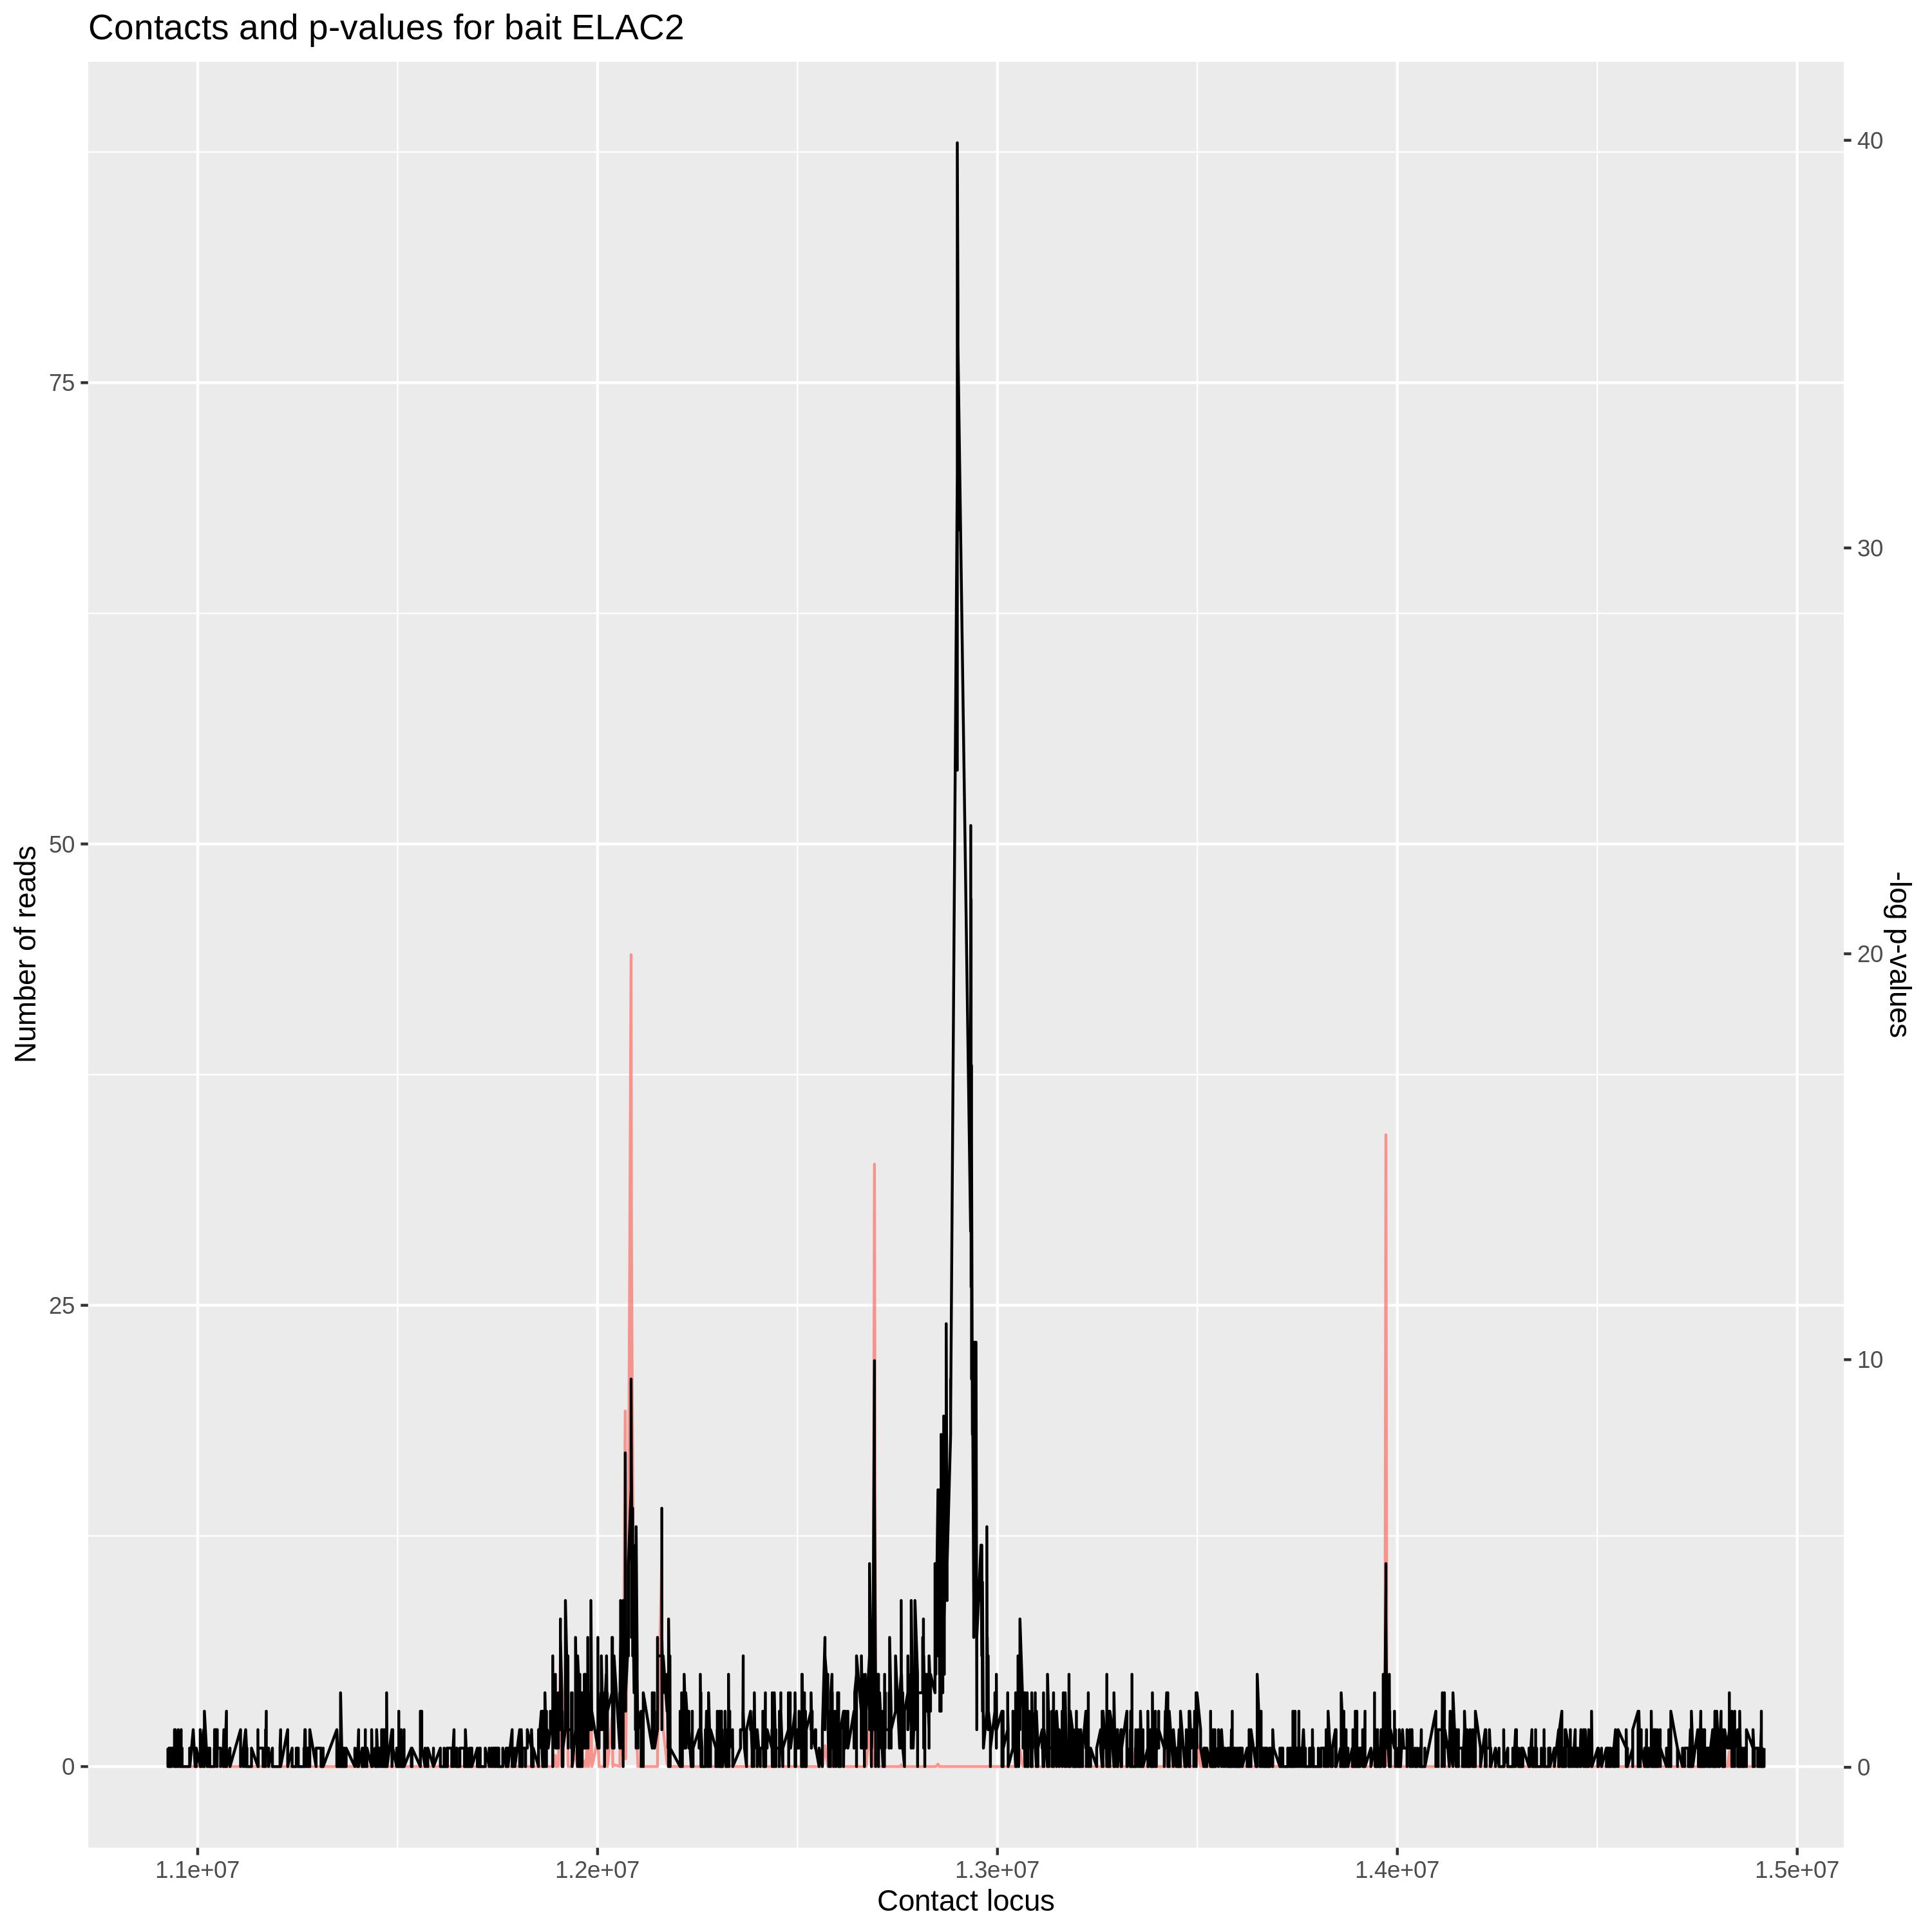 Contacts and p-values for bait ELAC2
Number of reads
75
50
25
0
40
30
20
10
0
-log p-values
1.1e+07
1.2e+07
1.3e+07
1.4e+07
1.5e+07
Contact locus